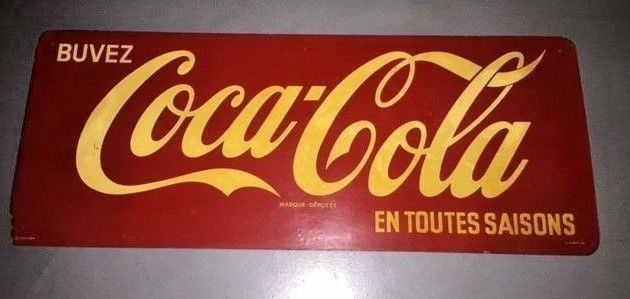 BUVEZ
Coca-Cola
MARQUE DÉPOSÉE
EN TOUTES SAISONS